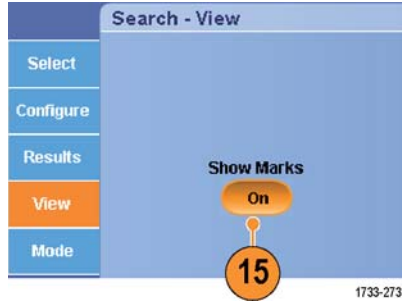 Search - View
Select
Configure
Results
View
Mode
Show Marks
On
15
1733-273